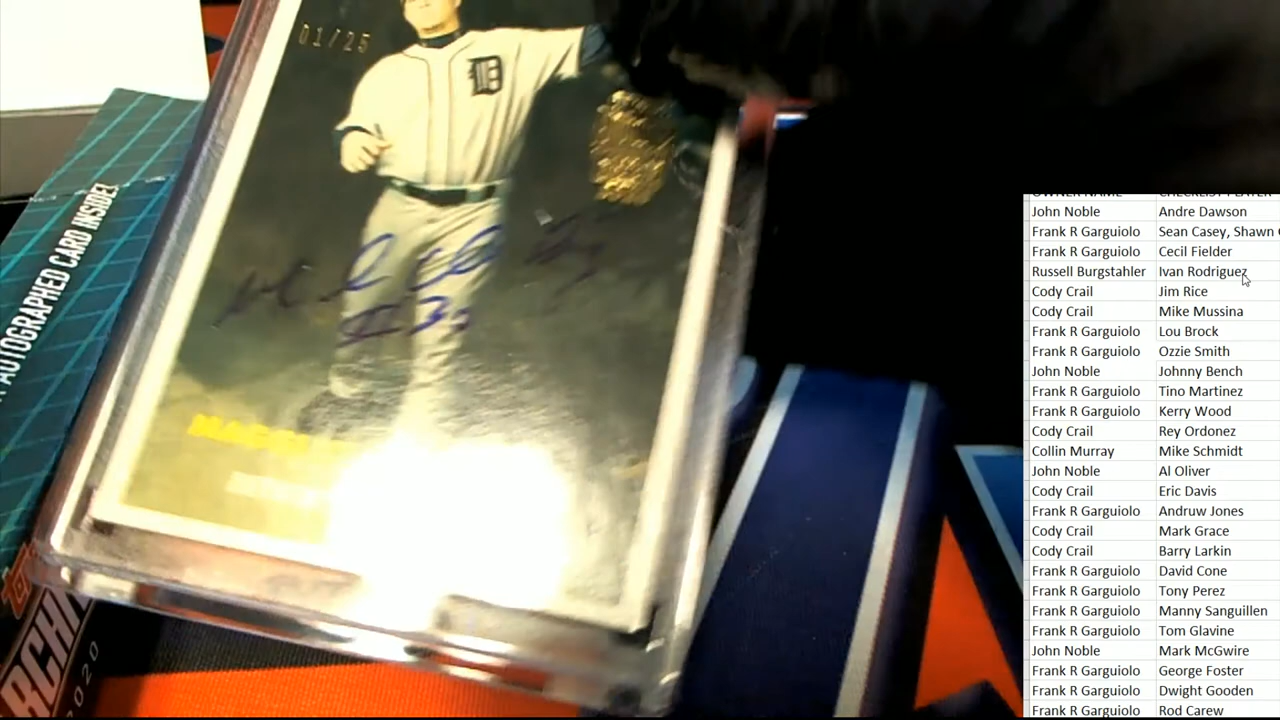 01/25
D
AUTOGRAPHED CARD INSIDE!
2020
John Noble Andre Dawson
Frank R Garguiolo Sean Casey, Shawn
Frank R Garguiolo Cecil Fielder
Russell Burgstahler Ivan Rodriguez
Cody Crail Jim Rice
Cody Crail Mike Mussina
Frank R Garguiolo Lou Brock
Frank R Garguiolo Ozzie Smith
John Noble Johnny Bench
Frank R Garguiolo Tino Martinez
Frank R Garguiolo Kerry Wood
Cody Crail Rey Ordonez
Collin Murray Mike Schmidt
John Noble Al Oliver
Cody Crail Eric Davis
Frank R Garguiolo Andruw Jones
Cody Crail Mark Grace
Cody Crail Barry Larkin
Frank R Garguiolo David Cone
Frank R Garguiolo Tony Perez
Frank R Garguiolo Manny Sanguillen
Frank R Garguiolo Tom Glavine
John Noble Mark McGwire
Frank R Garguiolo George Foster
Frank R Garguiolo Dwight Gooden
Frank R Garguiolo Rod Carew